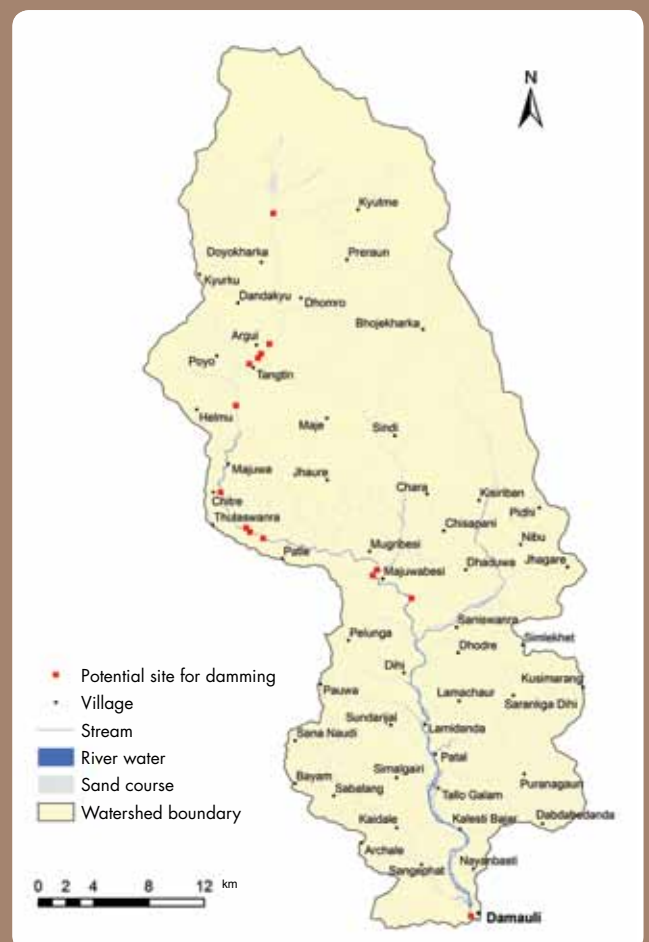 N
Kyutme
Doyokharka
Preraun
Kyurku
Dandakyu
Dhomro
Bhojekharka
Argui
Poyo
Tangtin
Helmu
Maje
Sindi
Majuwe
Jhaure
Chara
Kisiriban
Chitre
Pidhi
Thulaswanra
Chisapani
Nibu
Mugribesi
Patle
Jhagare
Majuwabesi
Dhaduwa
Saniswanra
Pelunga
Simlekhet
Dhodre
Dihi
Kusimarang
Pauwa
Lamachaur
Sarankga Dihi
Sundarijal
Lamidanda
Sana Naudi
Patal
Simalgairi
Bayam
Puranagaun
Sabalang
Tallo Galam
Kaidale
Kalesti Bajar
Dabdabedanda
Archale
Nayanbasti
Sangephat
Damauli
Potential site for damming
Village
Stream
River water
Sand course
Watershed boundary
0 2 4 8 12 km